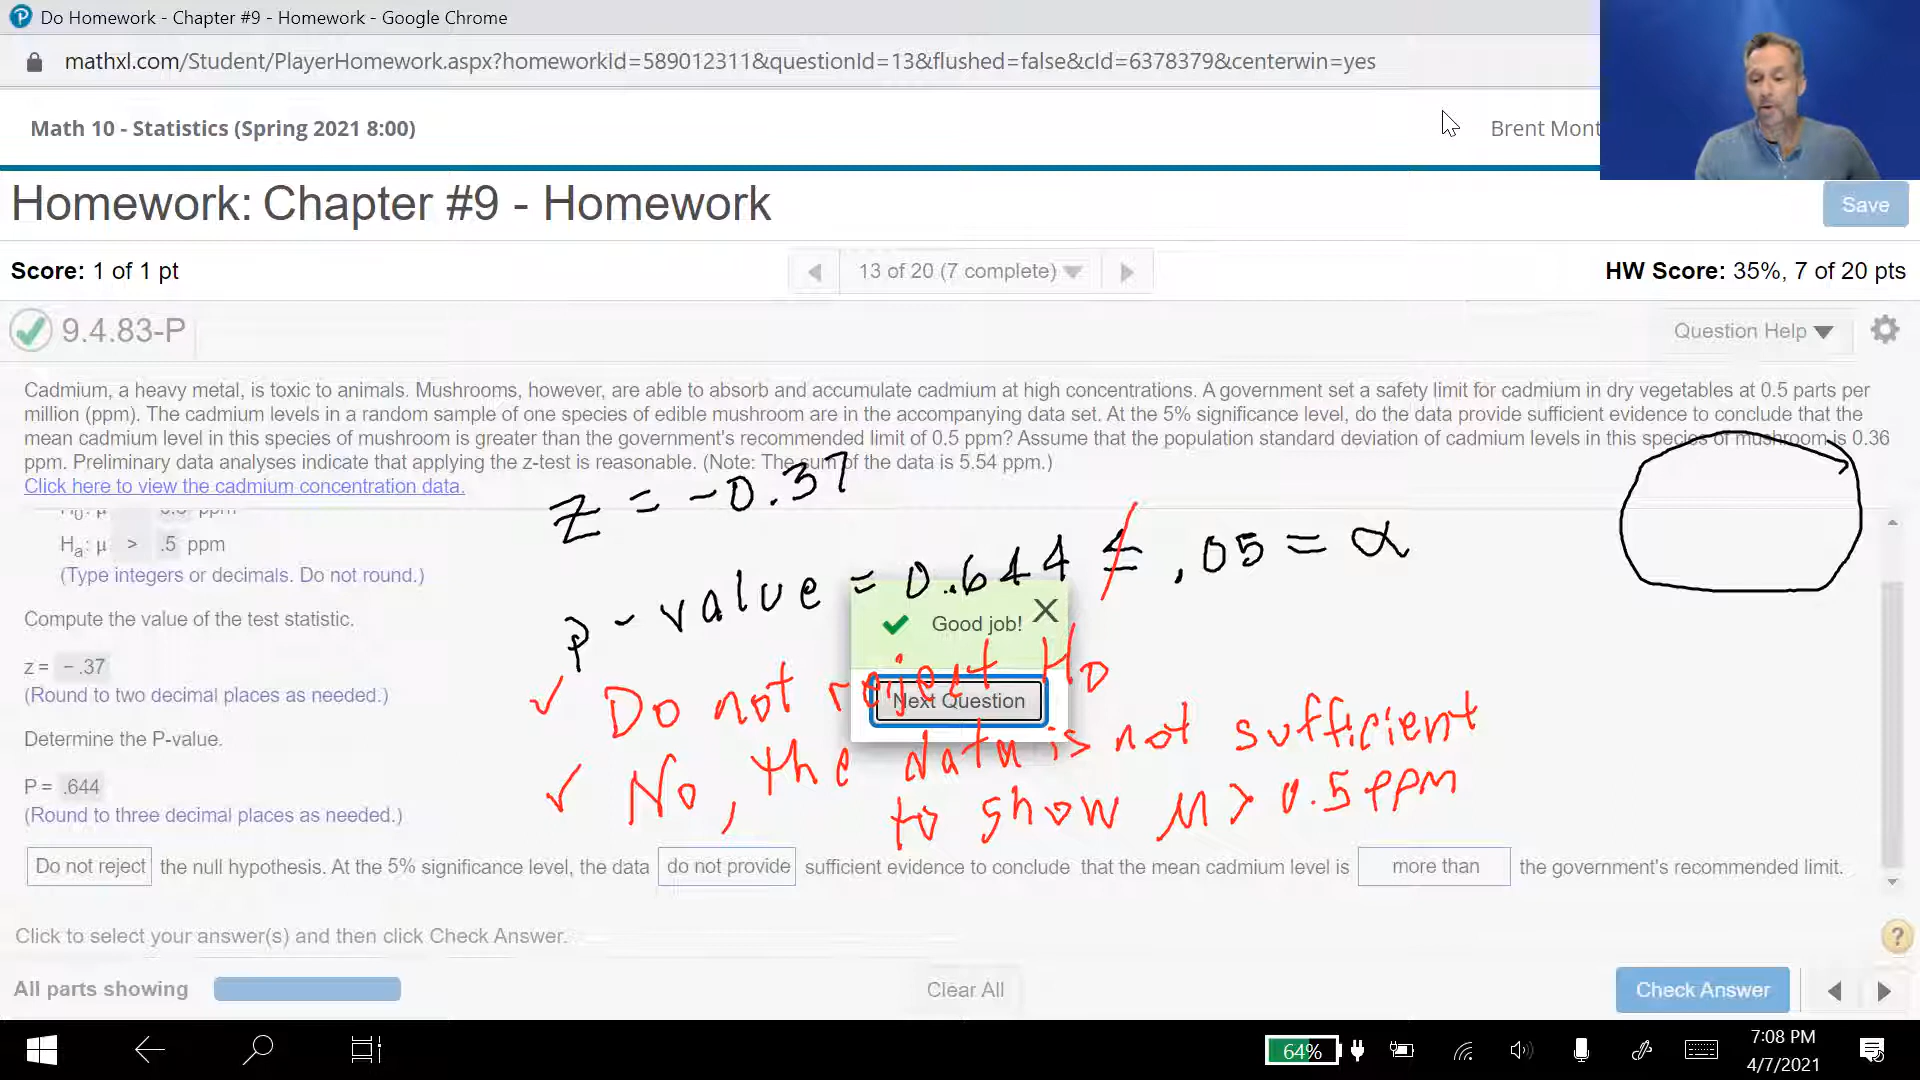 Do Homework - Chapter #9 - Homework - Google Chrome
mathxl.com/Student/PlayerHomework.aspx?homeworkId=589012311&questionId=13&flushed=false&cId=6378379&centerwin=yes
Math 10 - Statistics (Spring 2021 8:00)
Brent Mont
Homework: Chapter #9 - Homework
Save
Score: 1 of 1 pt
13 of 20 (7 complete)
HW Score: 35%, 7 of 20 pts
9.4.83-P
Question Help
Cadmium, a heavy metal, is toxic to animals. Mushrooms, however, are able to absorb and accumulate cadmium at high concentrations. A government set a safety limit for cadmium in dry vegetables at 0.5 parts per
million (ppm). The cadmium levels in a random sample of one species of edible mushroom are in the accompanying data set. At the 5% significance level, do the data provide sufficient evidence to conclude that the
mean cadmium level in this species of mushroom is greater than the government's recommended limit of 0.5 ppm? Assume that the population standard deviation of cadmium levels in this species of mushroom is 0.36
ppm. Preliminary data analyses indicate that applying the z-test is reasonable. (Note: The sum of the data is 5.54 ppm.)
Click here to view the cadmium concentration data.
z = -0.37
H₀: μ 0.5 ppm
Hₐ: μ > .5 ppm
(Type integers or decimals. Do not round.)
p-value = 0.644 ≰ .05 = α
Compute the value of the test statistic.
Good job!
z = - .37
(Round to two decimal places as needed.)
✓ Do not reject H₀
Next Question
Determine the P-value.
✓ No, the data is not sufficient
to show μ > 0.5 ppm
P = .644
(Round to three decimal places as needed.)
Do not reject the null hypothesis. At the 5% significance level, the data do not provide sufficient evidence to conclude that the mean cadmium level is more than the government's recommended limit.
Click to select your answer(s) and then click Check Answer.
?
All parts showing
Clear All
Check Answer
64%
7:08 PM
4/7/2021